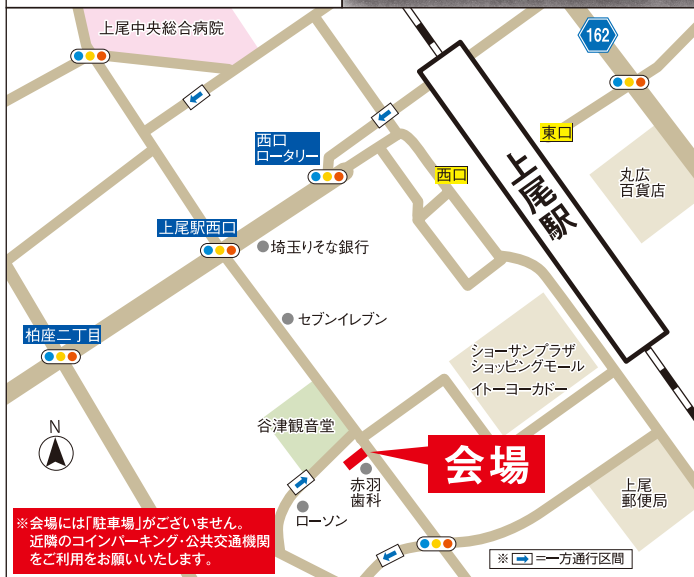 上尾中央総合病院
162
西口
ロータリー
東口
西口
上尾駅
丸広
百貨店
上尾駅西口
埼玉りそな銀行
セブンイレブン
柏座二丁目
ショーサンプラザ
ショッピングモール
イトーヨーカドー
N
谷津観音堂
会場
赤羽
歯科
ローソン
上尾
郵便局
※会場には「駐車場」がございません。
近隣のコインパーキング・公共交通機関
をご利用をお願いいたします。
※ ➡ =一方通行区間